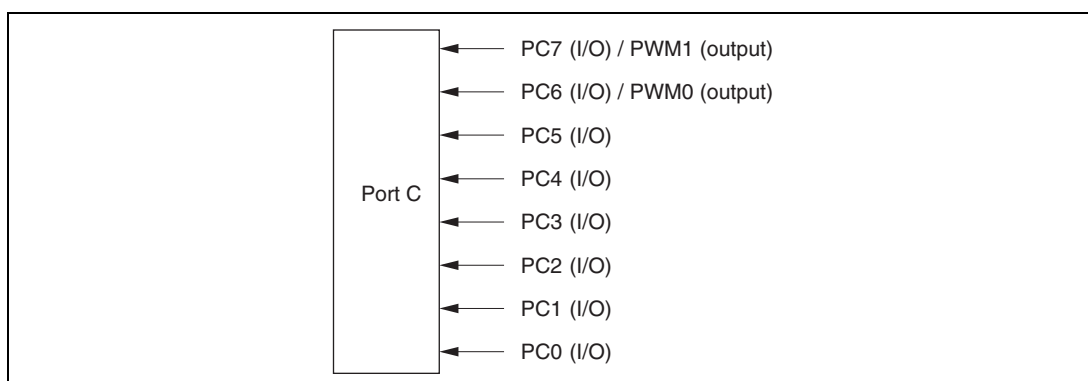 PC7 (I/O) / PWM1 (output)
PC6 (I/O) / PWM0 (output)
PC5 (I/O)
PC4 (I/O)
Port C
PC3 (I/O)
PC2 (I/O)
PC1 (I/O)
PC0 (I/O)